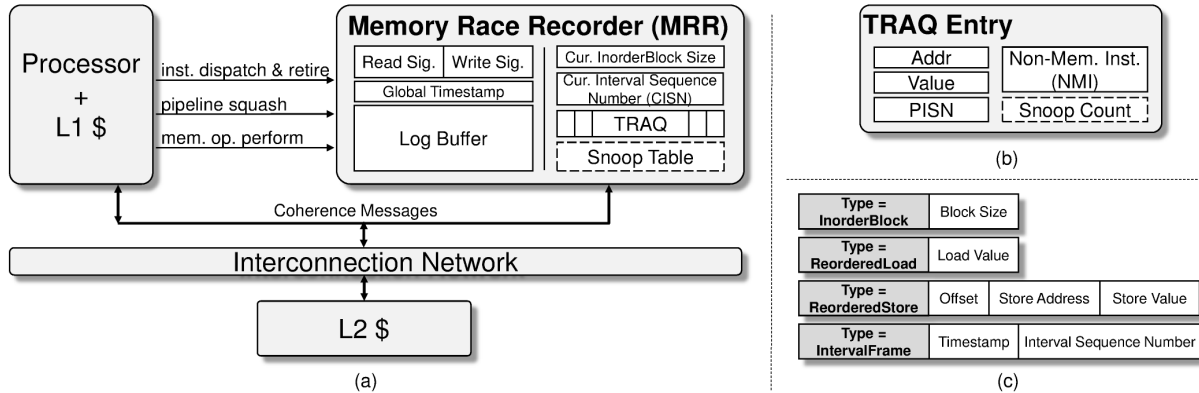 Processor
+
L1 $
inst. dispatch & retire
pipeline squash
mem. op. perform
Memory Race Recorder (MRR)
Read Sig.
Write Sig.
Global Timestamp
Log Buffer
Cur. InorderBlock Size
Cur. Interval Sequence
Number (CISN)
TRAQ
Snoop Table
Coherence Messages
Interconnection Network
L2 $
(a)
TRAQ Entry
Addr
Value
PISN
Non-Mem. Inst.
(NMI)
Snoop Count
(b)
Type =
InorderBlock
Block Size
Type =
ReorderedLoad
Load Value
Type =
ReorderedStore
Offset
Store Address
Store Value
Type =
IntervalFrame
Timestamp
Interval Sequence Number
(c)